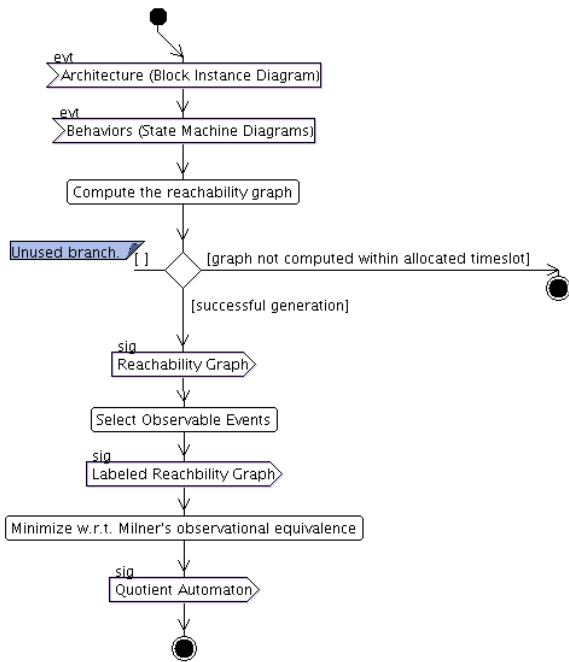 evt
Architecture (Block Instance Diagram)
evt
Behaviors (State Machine Diagrams)
Compute the reachability graph
Unused branch.
[ ]
[graph not computed within allocated timeslot]
[successful generation]
sig
Reachability Graph
Select Observable Events
sig
Labeled Reachbility Graph
Minimize w.r.t. Milner's observational equivalence
sig
Quotient Automaton